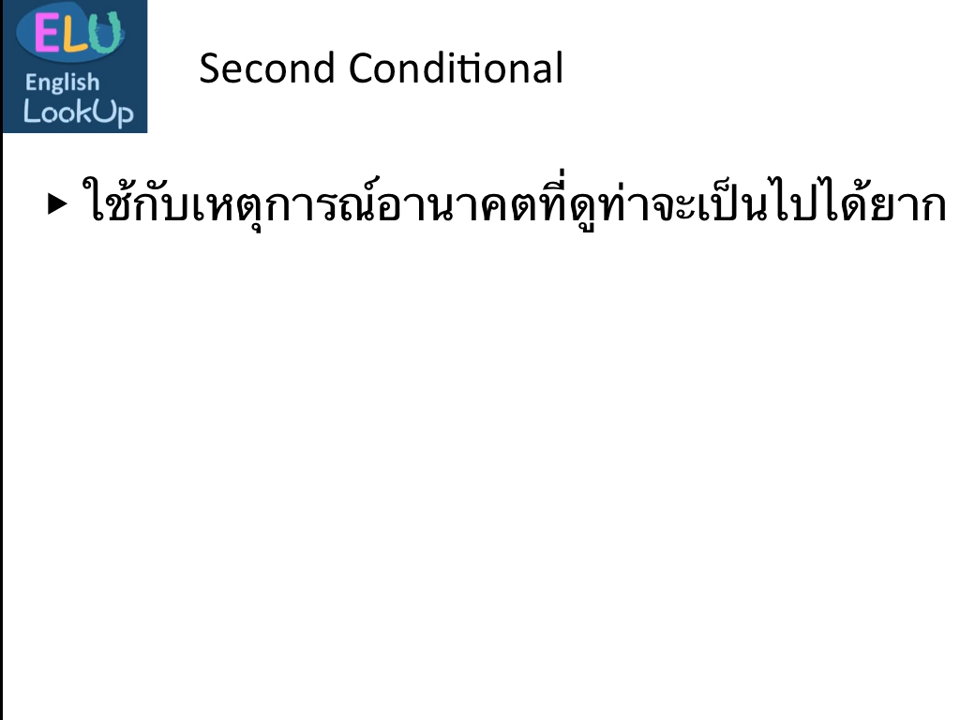 ELU
English
LookUp
Second Conditional
▸ ใช้กับเหตุการณ์อานาคตที่ดูท่าจะเป็นไปได้ยาก